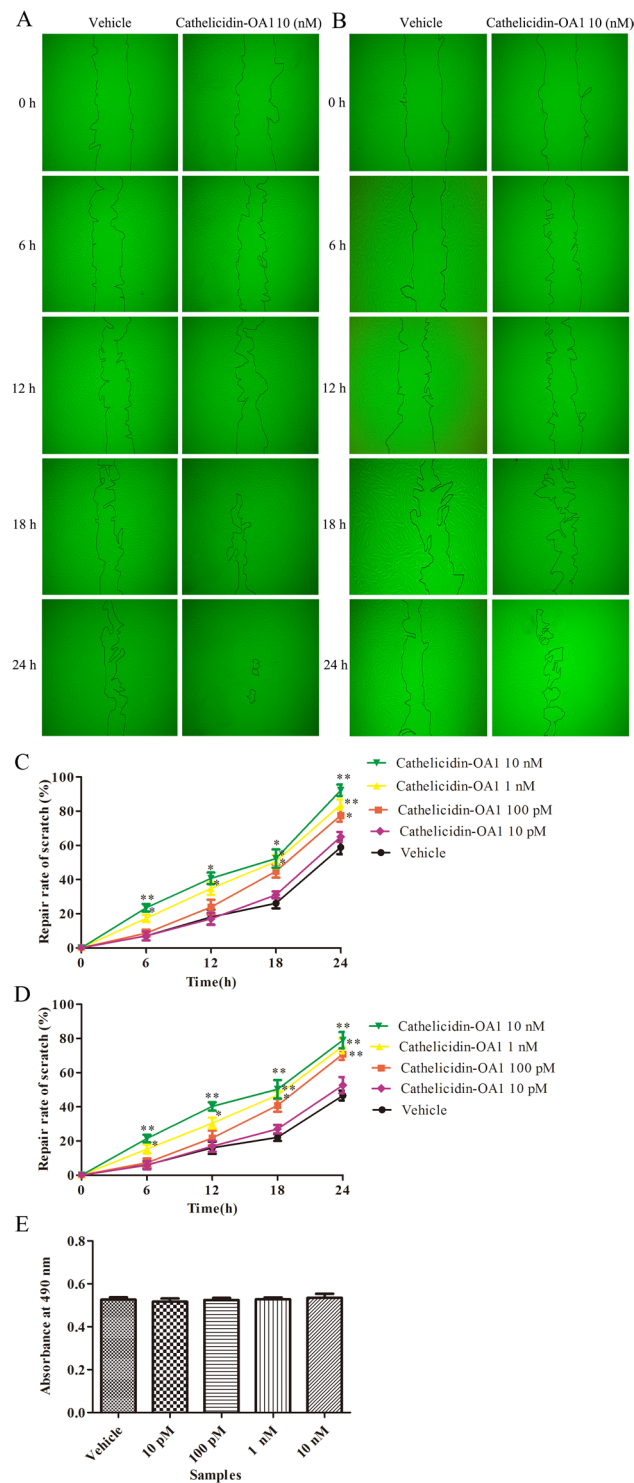 A
Vehicle
Cathelicidin-OA1 10 (nM)
B
Vehicle
Cathelicidin-OA1 10 (nM)
0 h
0 h
6 h
6 h
12 h
12 h
18 h
18 h
24 h
24 h
C
Repair rate of scratch (%)
100
80
60
40
20
0
0 6 12 18 24
Time(h)
** * * * * * ** ** *
Cathelicidin-OA1 10 nM
Cathelicidin-OA1 1 nM
Cathelicidin-OA1 100 pM
Cathelicidin-OA1 10 pM
Vehicle
D
Repair rate of scratch (%)
100
80
60
40
20
0
0 6 12 18 24
Time(h)
** * ** * ** ** * ** ** **
Cathelicidin-OA1 10 nM
Cathelicidin-OA1 1 nM
Cathelicidin-OA1 100 pM
Cathelicidin-OA1 10 pM
Vehicle
E
Absorbance at 490 nm
0.8
0.6
0.4
0.2
0.0
Vehicle 10 pM 100 pM 1 nM 10 nM
Samples